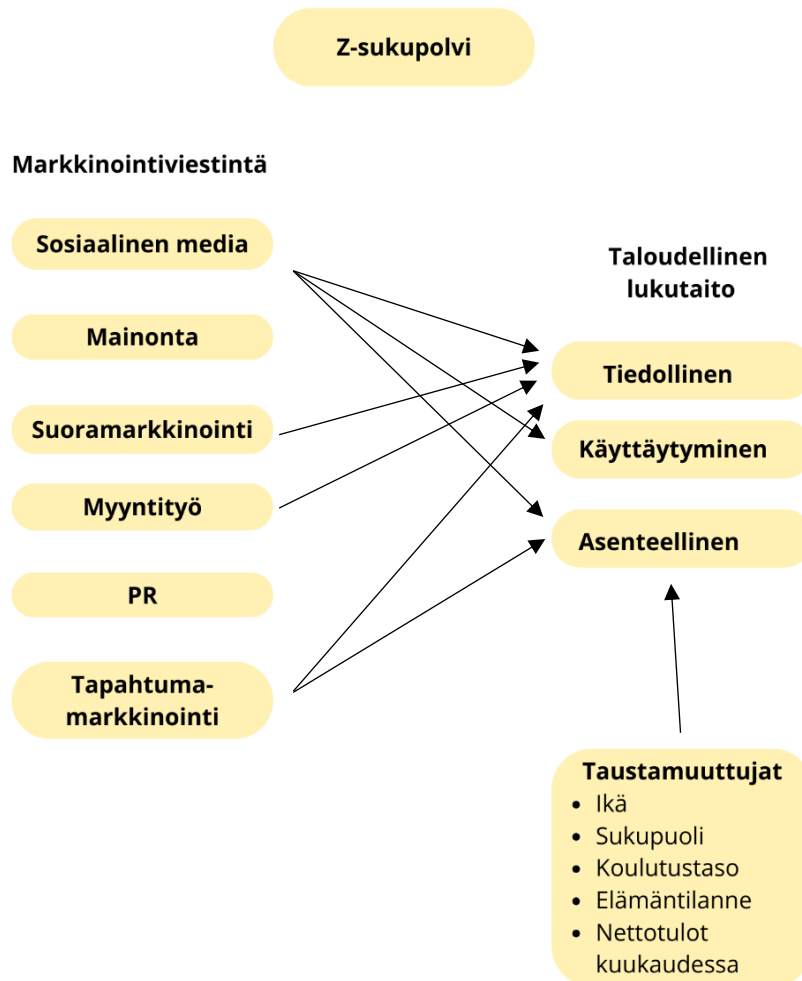 Z-sukupolvi
Markkinointiviestintä
Sosiaalinen media
Mainonta
Suoramarkkinointi
Myyntityö
PR
Tapahtuma-
markkinointi
Taloudellinen
lukutaito
Tiedollinen
Käyttäytyminen
Asenteellinen
Taustamuuttujat
• Ikä
• Sukupuoli
• Koulutustaso
• Elämäntilanne
• Nettotulot
kuukaudessa